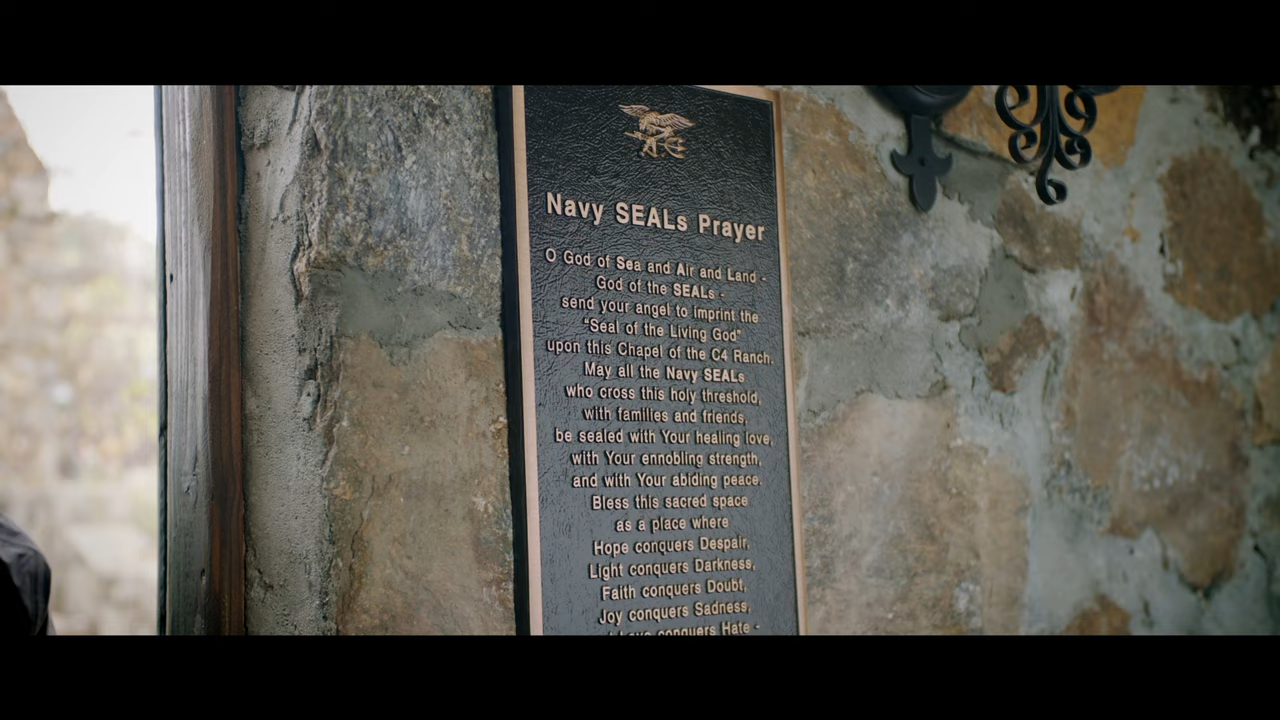 Navy SEALs Prayer
O God of Sea and Air and Land -
God of the SEALs -
send your angel to imprint the
“Seal of the Living God”
upon this Chapel of the C4 Ranch.
May all the Navy SEALs
who cross this holy threshold,
with families and friends,
be sealed with Your healing love,
with Your ennobling strength,
and with Your abiding peace.
Bless this sacred space
as a place where
Hope conquers Despair,
Light conquers Darkness,
Faith conquers Doubt,
Joy conquers Sadness,
Love conquers Hate -